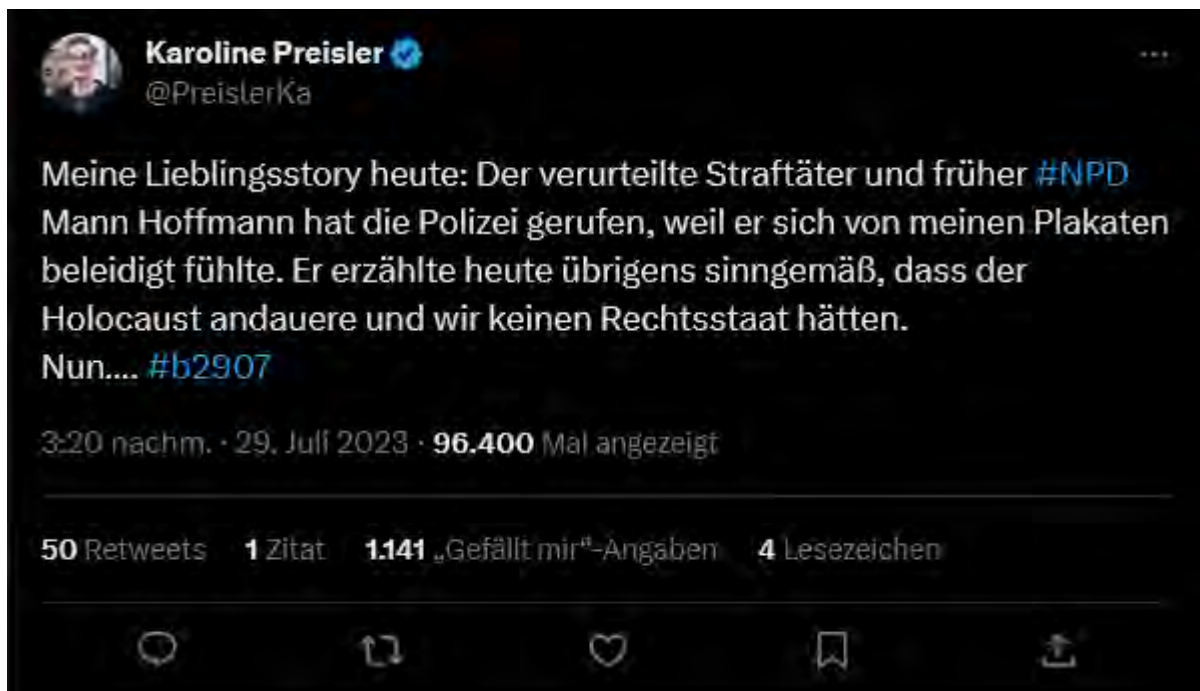 Karoline Preisler
@PreislerKa
Meine Lieblingsstory heute: Der verurteilte Straftäter und früher #NPD
Mann Hoffmann hat die Polizei gerufen, weil er sich von meinen Plakaten
beleidigt fühlte. Er erzählte heute übrigens sinngemäß, dass der
Holocaust andauere und wir keinen Rechtsstaat hätten.
Nun.... #b2907
3:20 nachm. · 29. Juli 2023 · 96.400 Mal angezeigt
50 Retweets 1 Zitat 1.141 „Gefällt mir“-Angaben 4 Lesezeichen